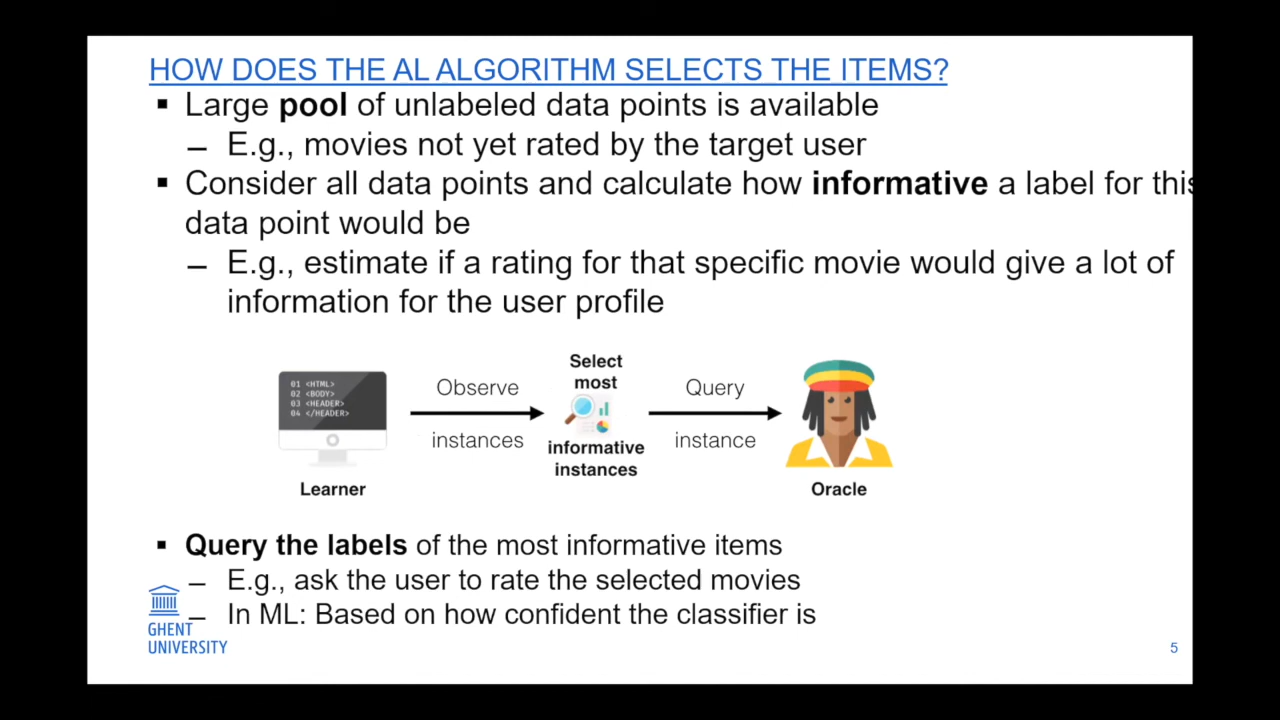 HOW DOES THE AL ALGORITHM SELECTS THE ITEMS?
▪ Large pool of unlabeled data points is available
– E.g., movies not yet rated by the target user
▪ Consider all data points and calculate how informative a label for this
data point would be
– E.g., estimate if a rating for that specific movie would give a lot of
information for the user profile
01 <HTML>
02 <BODY>
03 <HEADER>
04 </HEADER>
Learner
Observe
instances
Select
most
informative
instances
Query
instance
Oracle
▪ Query the labels of the most informative items
– E.g., ask the user to rate the selected movies
– In ML: Based on how confident the classifier is
GHENT
UNIVERSITY
5